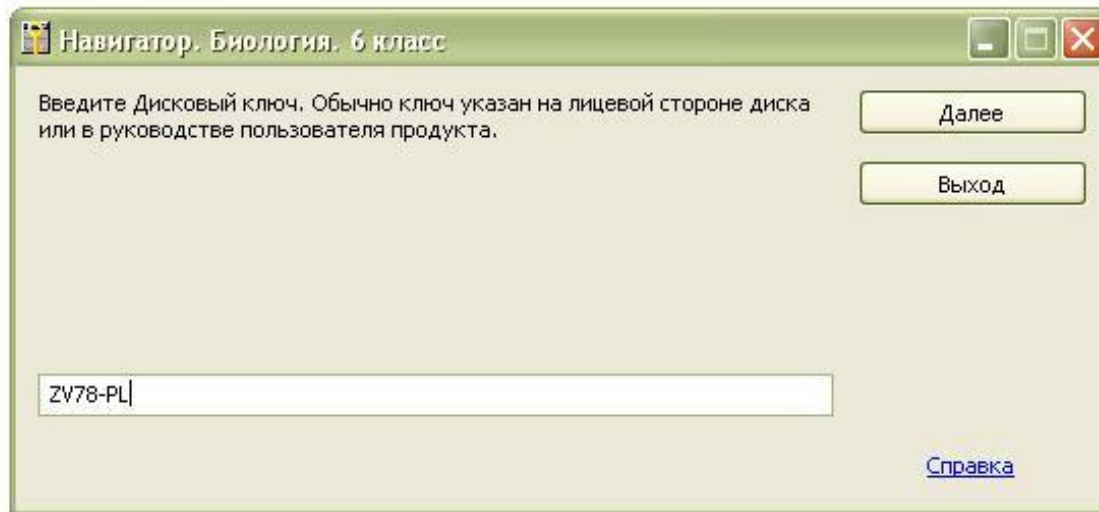 Навигатор. Биология. 6 класс
Введите Дисковый ключ. Обычно ключ указан на лицевой стороне диска
или в руководстве пользователя продукта.
Далее
Выход
ZV78-PL
Справка